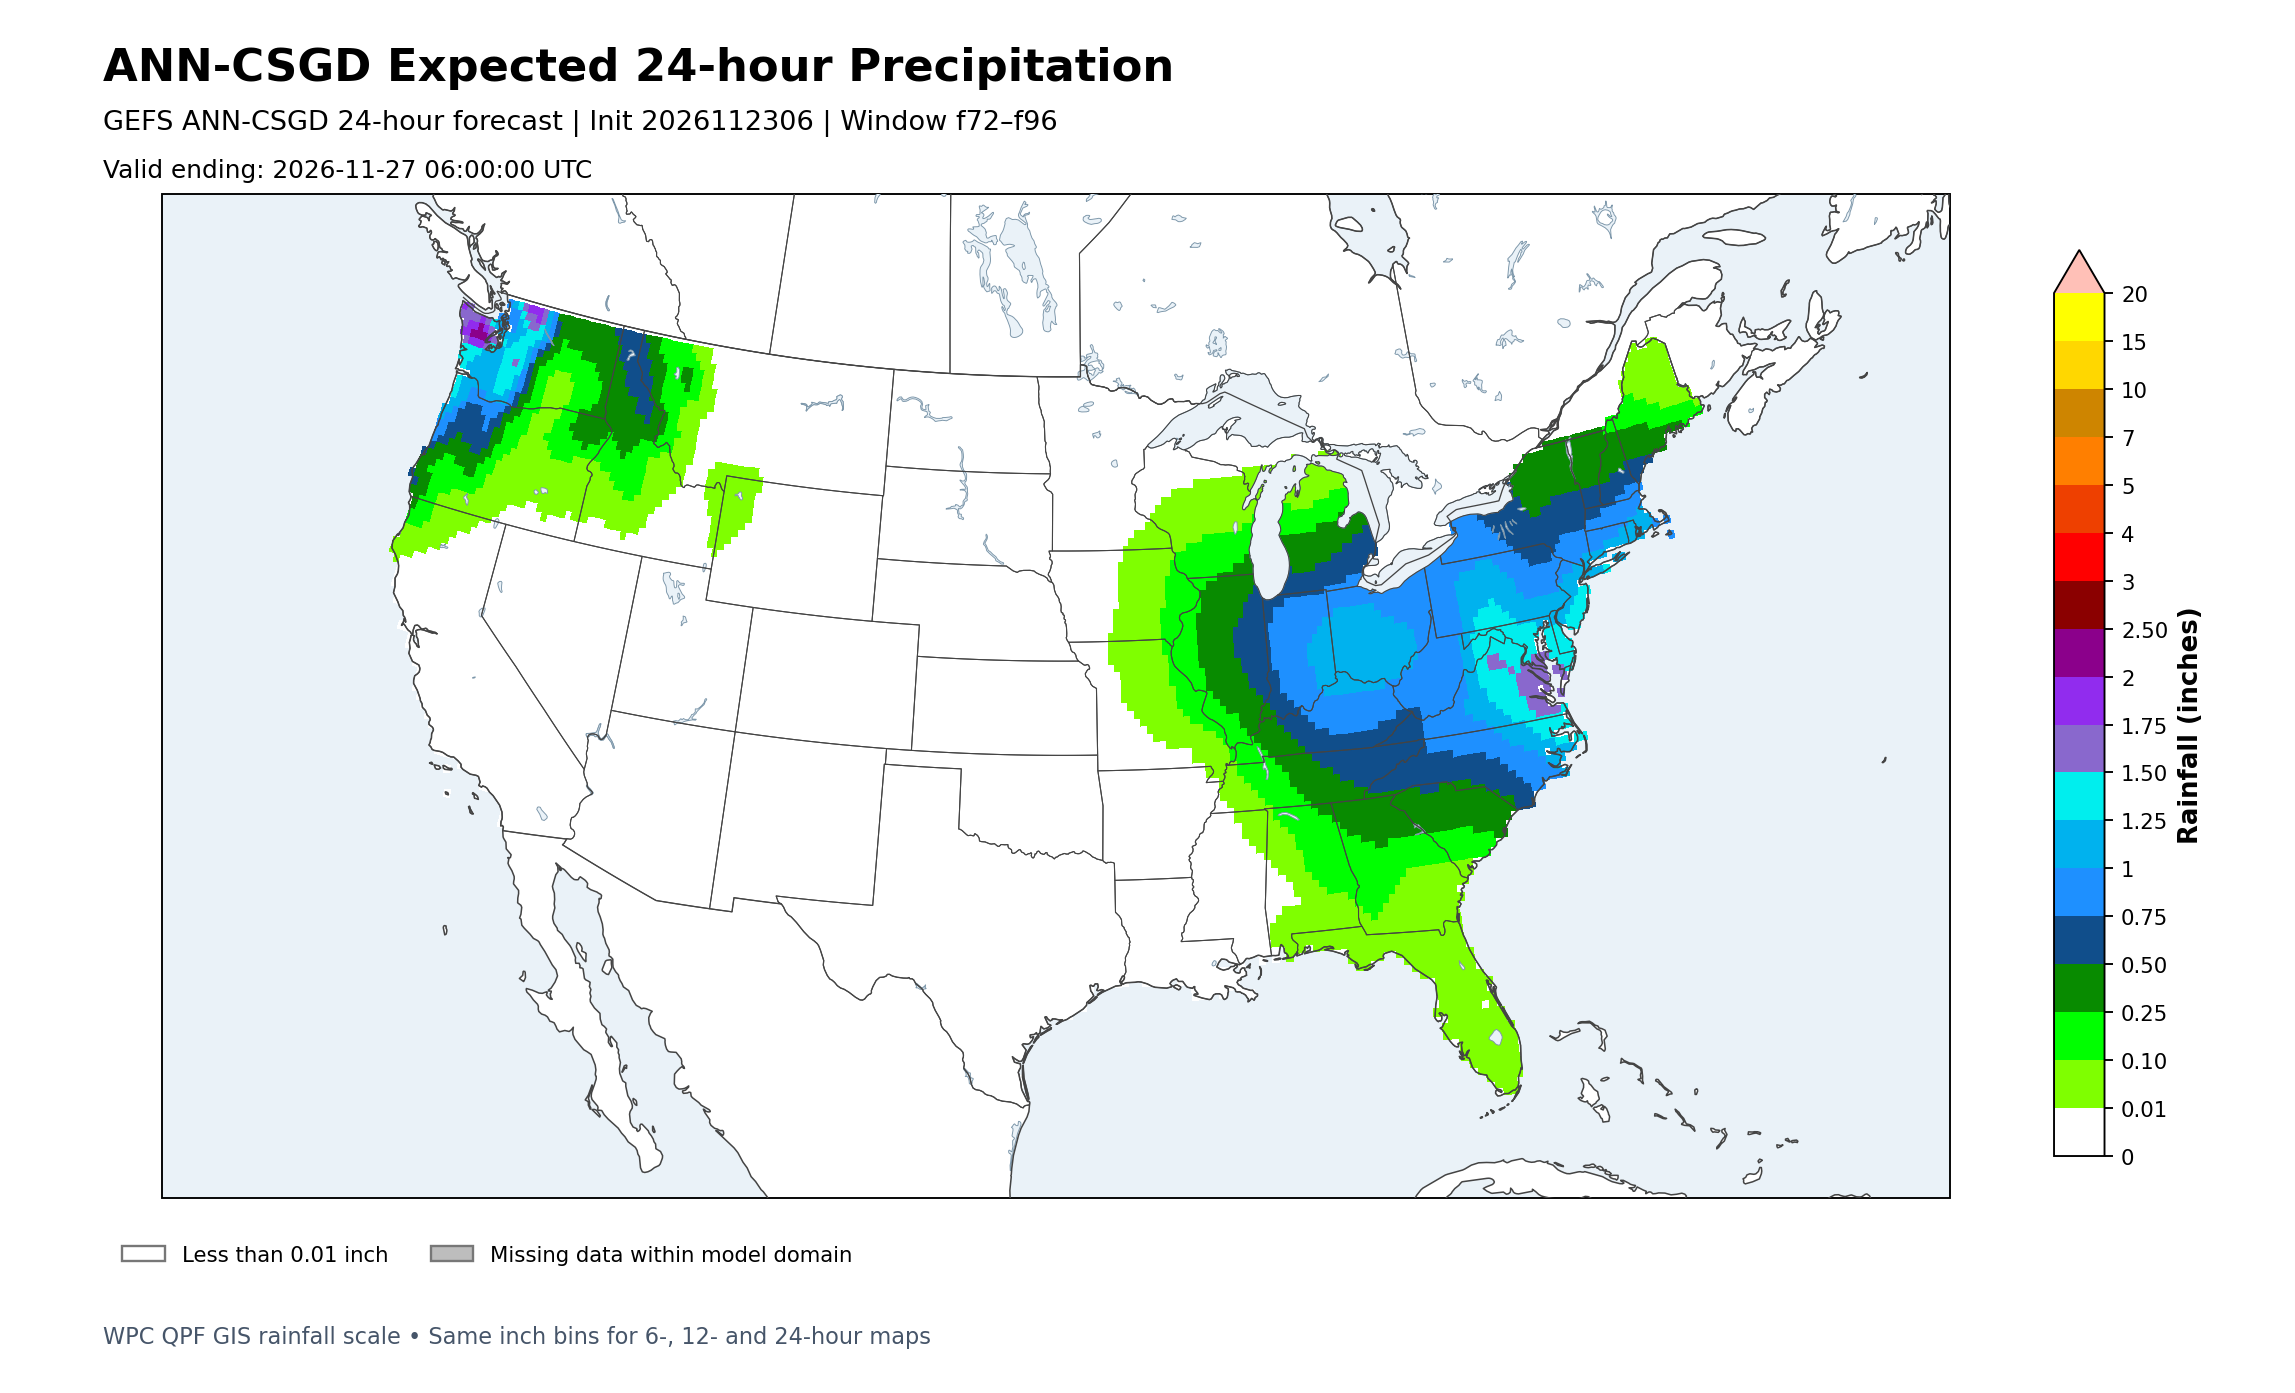 ANN-CSGD Expected 24-hour Precipitation
GEFS ANN-CSGD 24-hour forecast | Init 2026112306 | Window f72–f96
Valid ending: 2026-11-27 06:00:00 UTC
20
15
10
7
5
4
3
2.50
2
1.75
1.50
1.25
1
0.75
0.50
0.25
0.10
0.01
0
Rainfall (inches)
Less than 0.01 inch
Missing data within model domain
WPC QPF GIS rainfall scale • Same inch bins for 6-, 12- and 24-hour maps